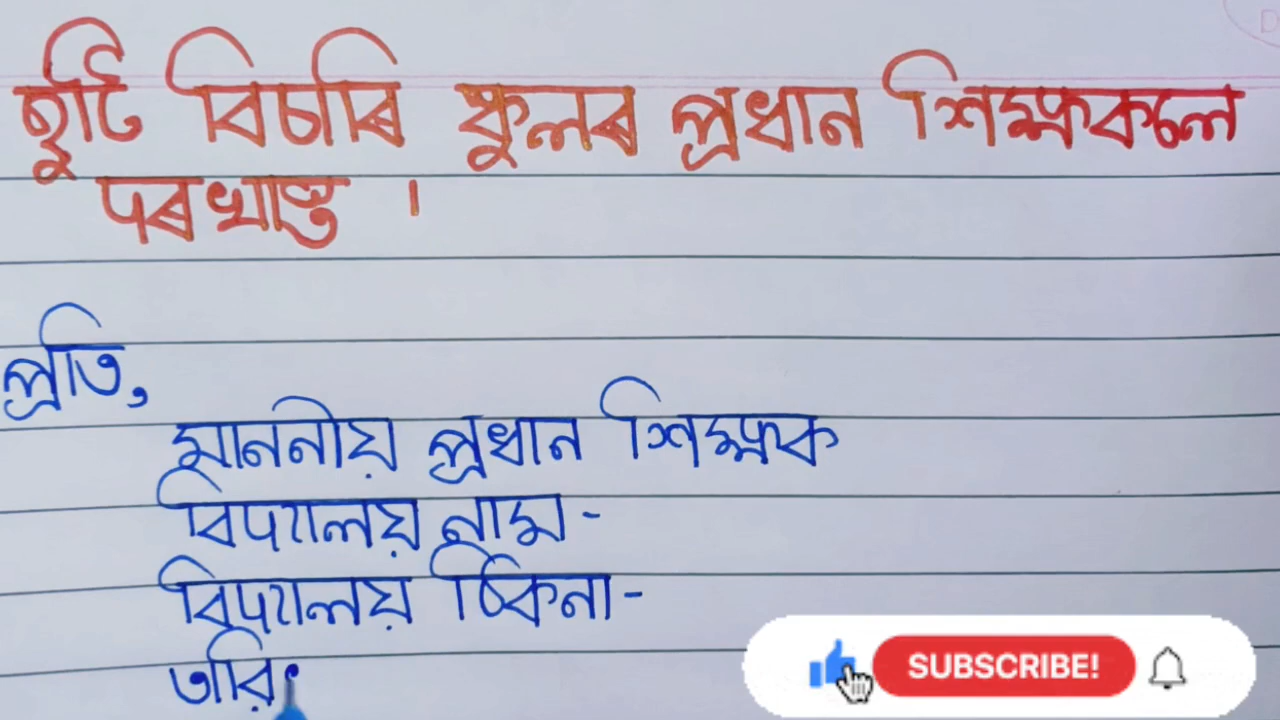 ছুটি বিচাৰি স্কুলৰ প্ৰধান শিক্ষকলৈ
দৰখাস্ত ।
প্ৰতি,
মাননীয় প্ৰধান শিক্ষক
বিদ্যালয় নাম -
বিদ্যালয় ঠিকনা -
তাৰি
SUBSCRIBE!